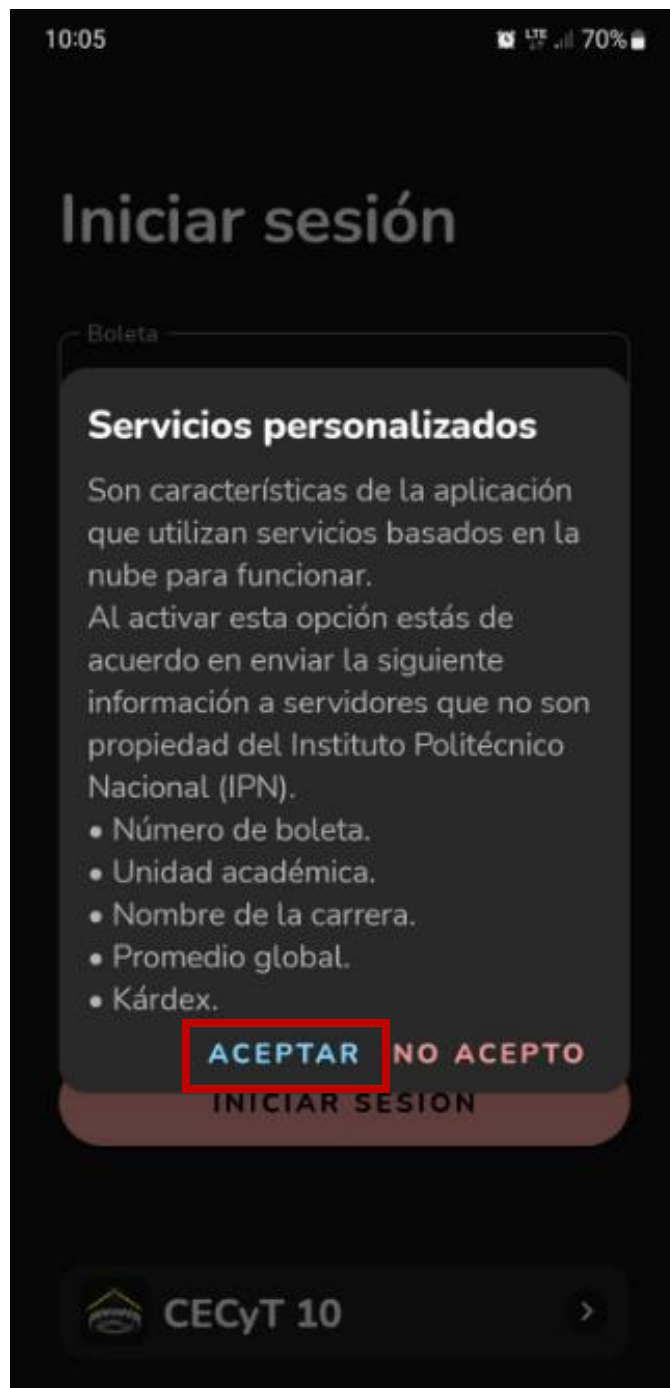 10:05 LTE 70%
Iniciar sesión
Boleta
Servicios personalizados
Son características de la aplicación
que utilizan servicios basados en la
nube para funcionar.
Al activar esta opción estás de
acuerdo en enviar la siguiente
información a servidores que no son
propiedad del Instituto Politécnico
Nacional (IPN).
• Número de boleta.
• Unidad académica.
• Nombre de la carrera.
• Promedio global.
• Kárdex.
ACEPTAR NO ACEPTO
INICIAR SESIÓN
CECyT 10